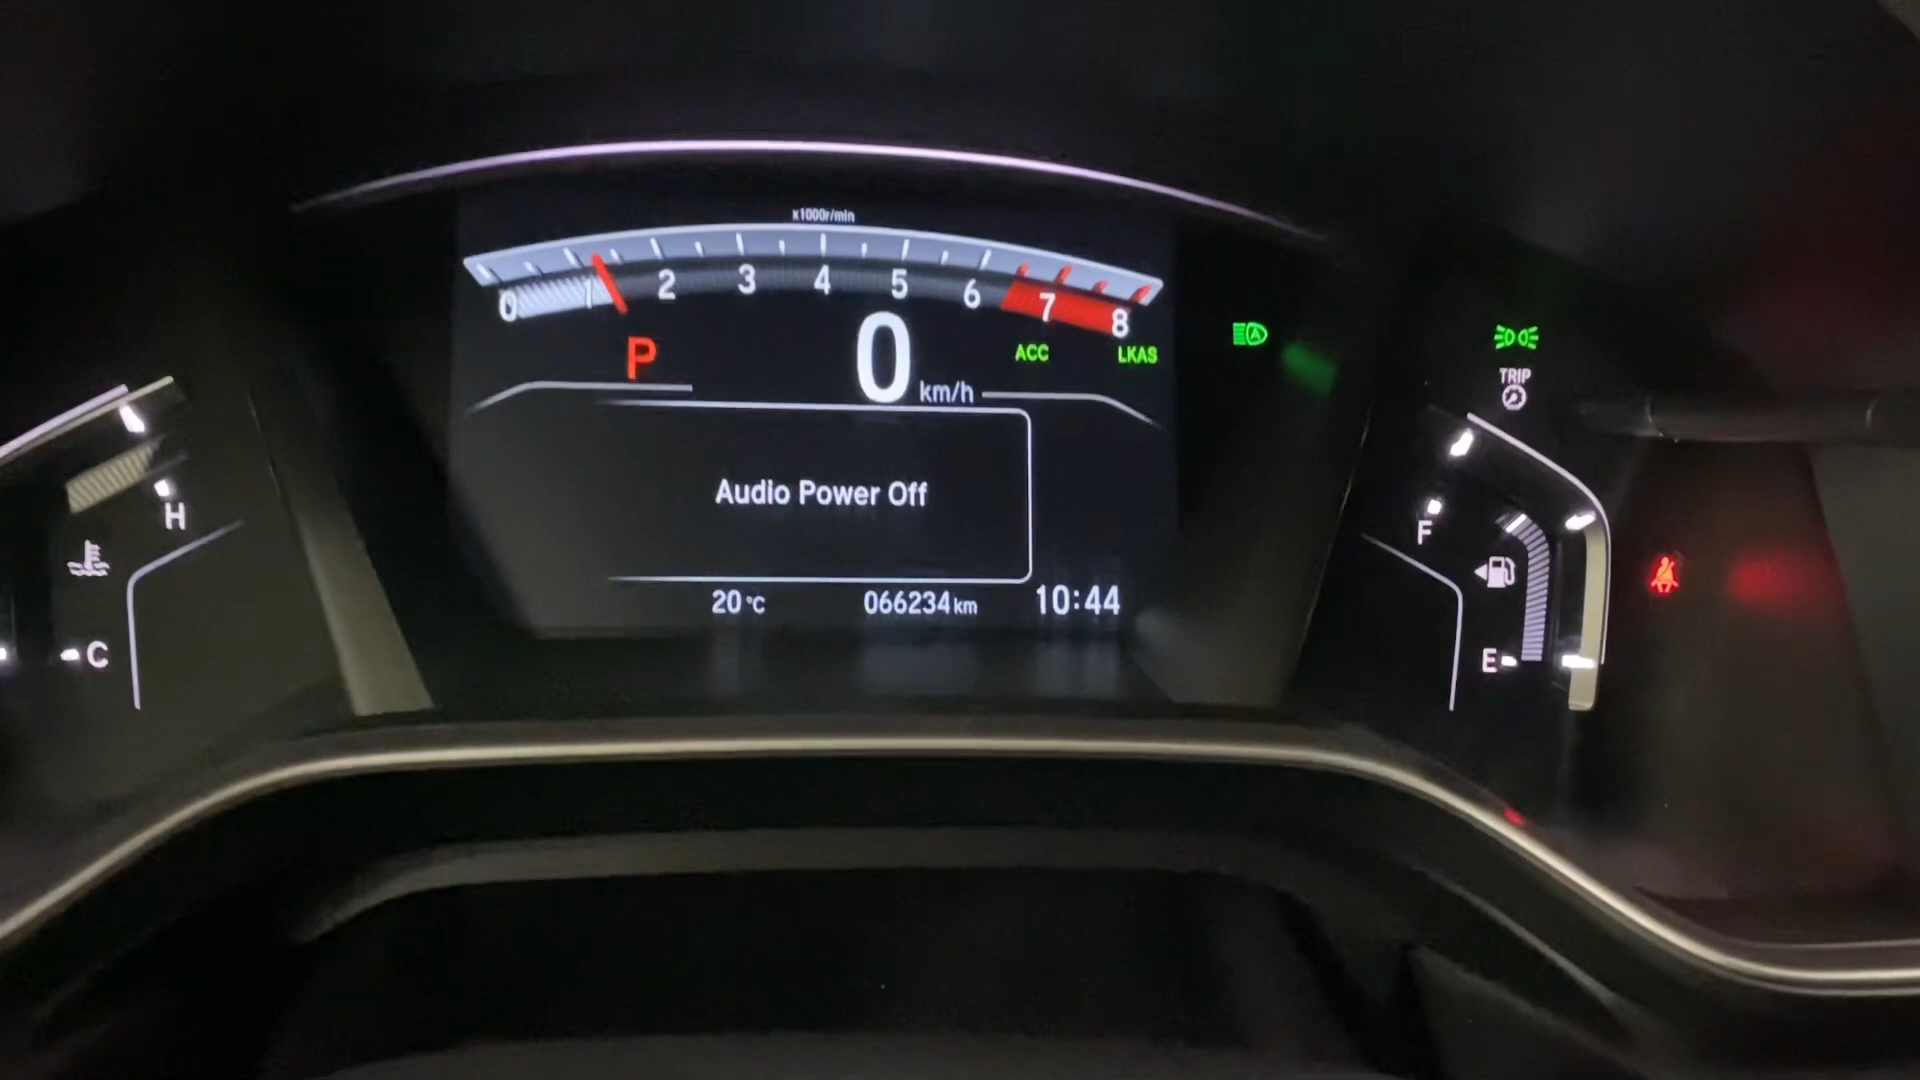 x1000r/min
0 1 2 3 4 5 6 7 8
P
0 km/h
ACC
LKAS
A
TRIP
H
C
F
E
Audio Power Off
20°C
066234 km
10:44